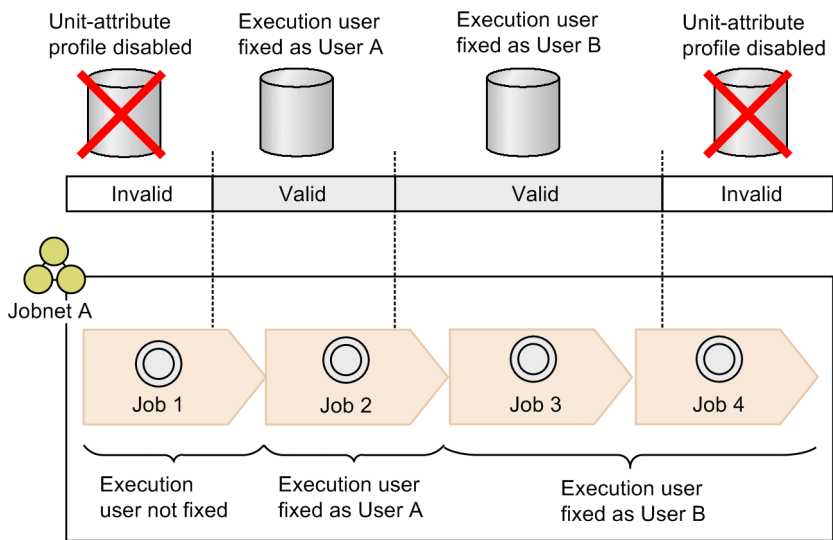 Unit-attribute
profile disabled
Execution user
fixed as User A
Execution user
fixed as User B
Unit-attribute
profile disabled
Invalid
Valid
Valid
Invalid
Jobnet A
Job 1
Job 2
Job 3
Job 4
Execution
user not fixed
Execution user
fixed as User A
Execution user
fixed as User B